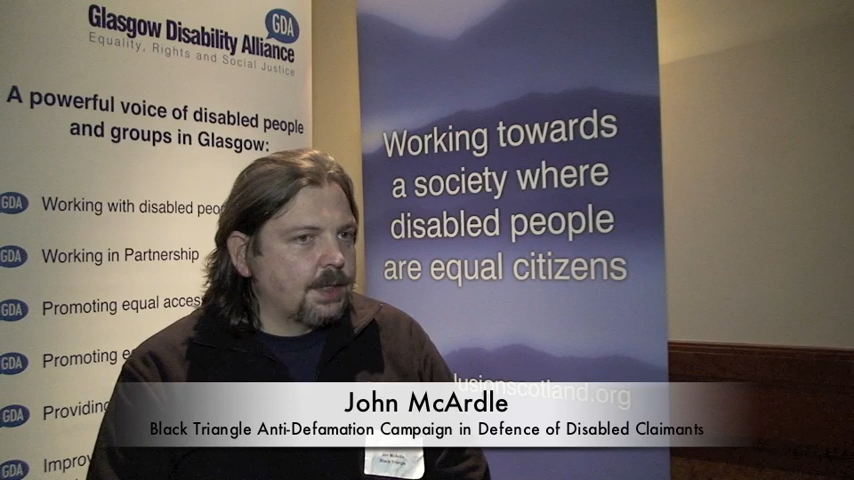 Glasgow Disability Alliance
GDA
Equality, Rights and Social Justice
A powerful voice of disabled people
and groups in Glasgow:
GDA Working with disabled peo
GDA Working in Partnership
GDA Promoting equal access
GDA Promoting eq
GDA Providing
GDA Improv
Working towards
a society where
disabled people
are equal citizens
lusionscotland.org
John McArdle
Black Triangle Anti-Defamation Campaign in Defence of Disabled Claimants